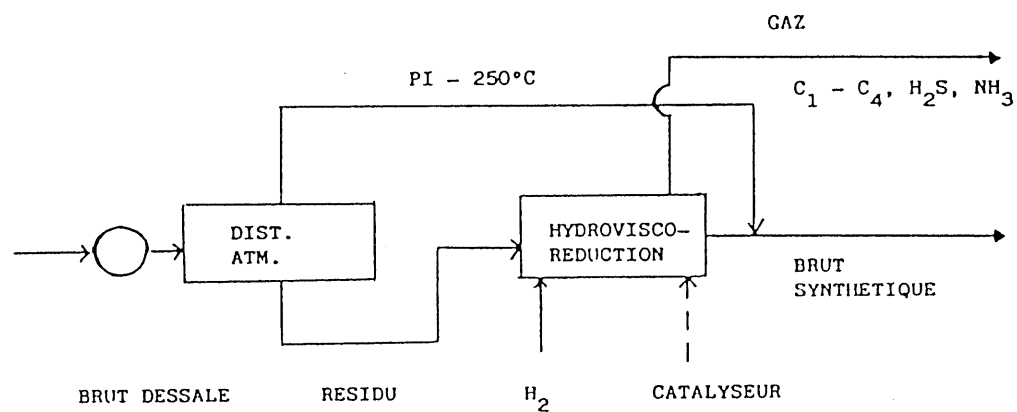 GAZ
PI - 250°C
C₁ - C₄, H₂S, NH₃
DIST.
ATM.
HYDROVISCO-
REDUCTION
BRUT
SYNTHETIQUE
BRUT DESSALE
RESIDU
H₂
CATALYSEUR